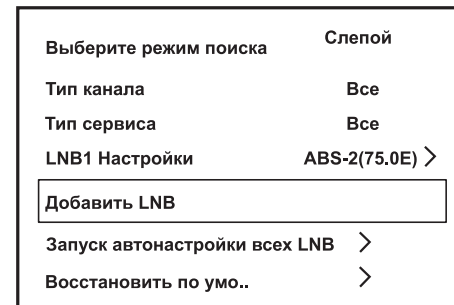 Выберите режим поиска Слепой
Тип канала Все
Тип сервиса Все
LNB1 Настройки ABS-2(75.0E) >
Добавить LNB
Запуск автонастройки всех LNB >
Восстановить по умо.. >